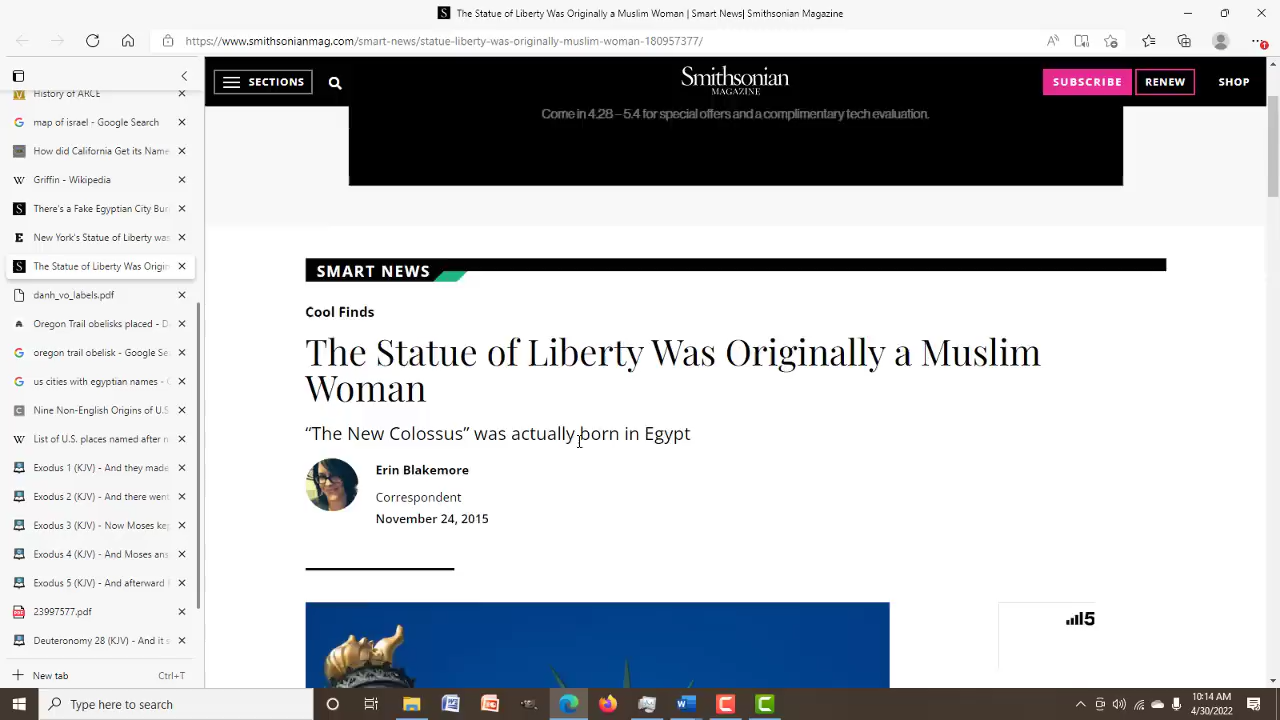 The Statue of Liberty Was Originally a Muslim Woman | Smart News| Smithsonian Magazine
https://www.smithsonianmag.com/smart-news/statue-liberty-was-originally-muslim-woman-180957377/
History of ARCE
map of israel - Google Search
How did California Get its Name
Griffin - Wikipedia
There's a Fake Egyptian City Bur
New York's Statue of Liberty was
The Statue of Liberty Was Origin
danh_vo_labels.pdf
Oregon Trail obelisks placed - D
oregon trail obelisk - Google Se
us cities with egyptian names - G
Nine Non-English Origins of U.S
List of U.S. places named after n
Exodus 1 (KJV) - And they made
Exodus 2 (KJV) - And there went
Exodus 3 (KJV) - Now Moses kep
Exodus 4 (KJV) - And Moses ans
Exodus 5 (KJV) - And afterward
23997577.pdf
Deuteronomy 28 (KJV) - And it s
New tab Ctrl+T
SECTIONS
Smithsonian
MAGAZINE
SUBSCRIBE
RENEW
SHOP
Come in 4.28 – 5.4 for special offers and a complimentary tech evaluation.
SMART NEWS
Cool Finds
The Statue of Liberty Was Originally a Muslim
Woman
“The New Colossus” was actually born in Egypt
Erin Blakemore
Correspondent
November 24, 2015
5
Type here to search
10:14 AM
4/30/2022